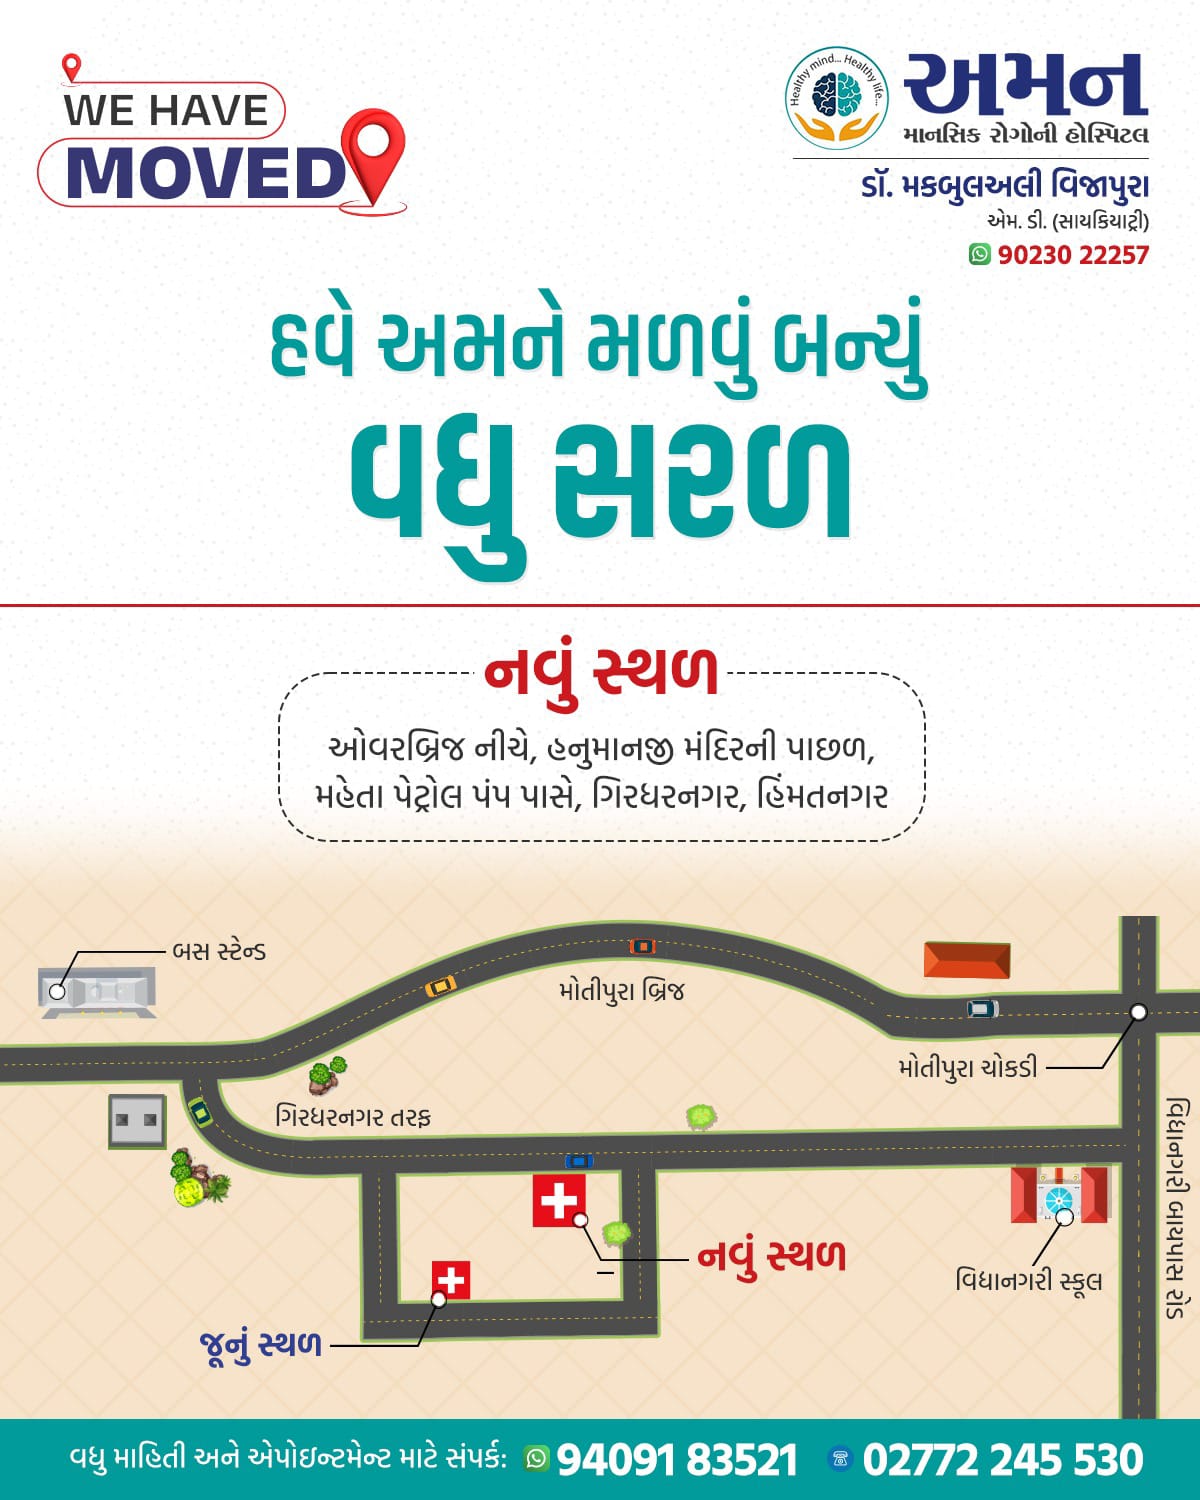 WE HAVE
MOVED
Healthy mind... Healthy life...
અમન
માનસિક રોગોની હોસ્પિટલ
ડૉ. મકબુલઅલી વિજાપુરા
એમ. ડી. (સાયકિયાટ્રી)
90230 22257
હવે અમને મળવું બન્યું
વધુ સરળ
નવું સ્થળ
ઓવરબ્રિજ નીચે, હનુમાનજી મંદિરની પાછળ,
મહેતા પેટ્રોલ પંપ પાસે, ગિરધરનગર, હિંમતનગર
બસ સ્ટેન્ડ
મોતીપુરા બ્રિજ
મોતીપુરા ચોકડી
ગિરધરનગર તરફ
વિદ્યાનગરી બાયપાસ રોડ
નવું સ્થળ
વિદ્યાનગરી સ્કૂલ
જૂનું સ્થળ
વધુ માહિતી અને એપોઇન્ટમેન્ટ માટે સંપર્ક: 94091 83521 02772 245 530